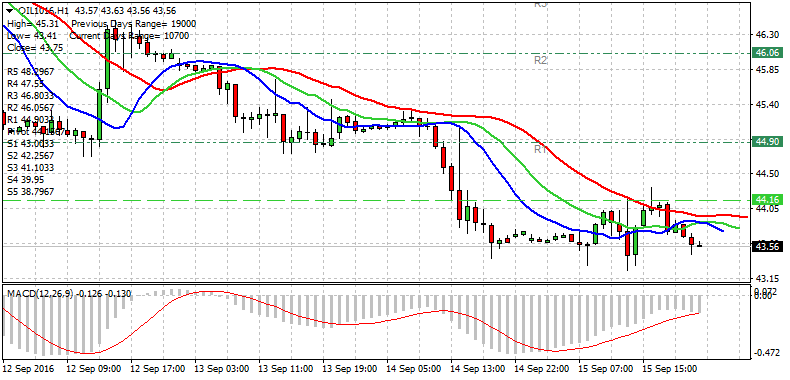 OIL1016,H1 43.57 43.63 43.56 43.56
High= 45.31 Previous Days Range= 19000
Low= 43.41 Current Days Range= 10700
Close= 43.75
R3
R2
R1
R5 48.2967
R4 47.55
R3 46.8033
R2 46.0567
R1 44.9033
S1 43.0033
S2 42.2567
S3 41.1033
S4 39.95
S5 38.7967
46.30
46.06
45.85
45.40
44.90
44.50
44.16
44.05
43.56
43.15
MACD(12,26,9) -0.126 -0.130
0.00
-0.472
12 Sep 2016
12 Sep 09:00
12 Sep 17:00
13 Sep 03:00
13 Sep 11:00
13 Sep 19:00
14 Sep 05:00
14 Sep 13:00
14 Sep 22:00
15 Sep 07:00
15 Sep 15:00